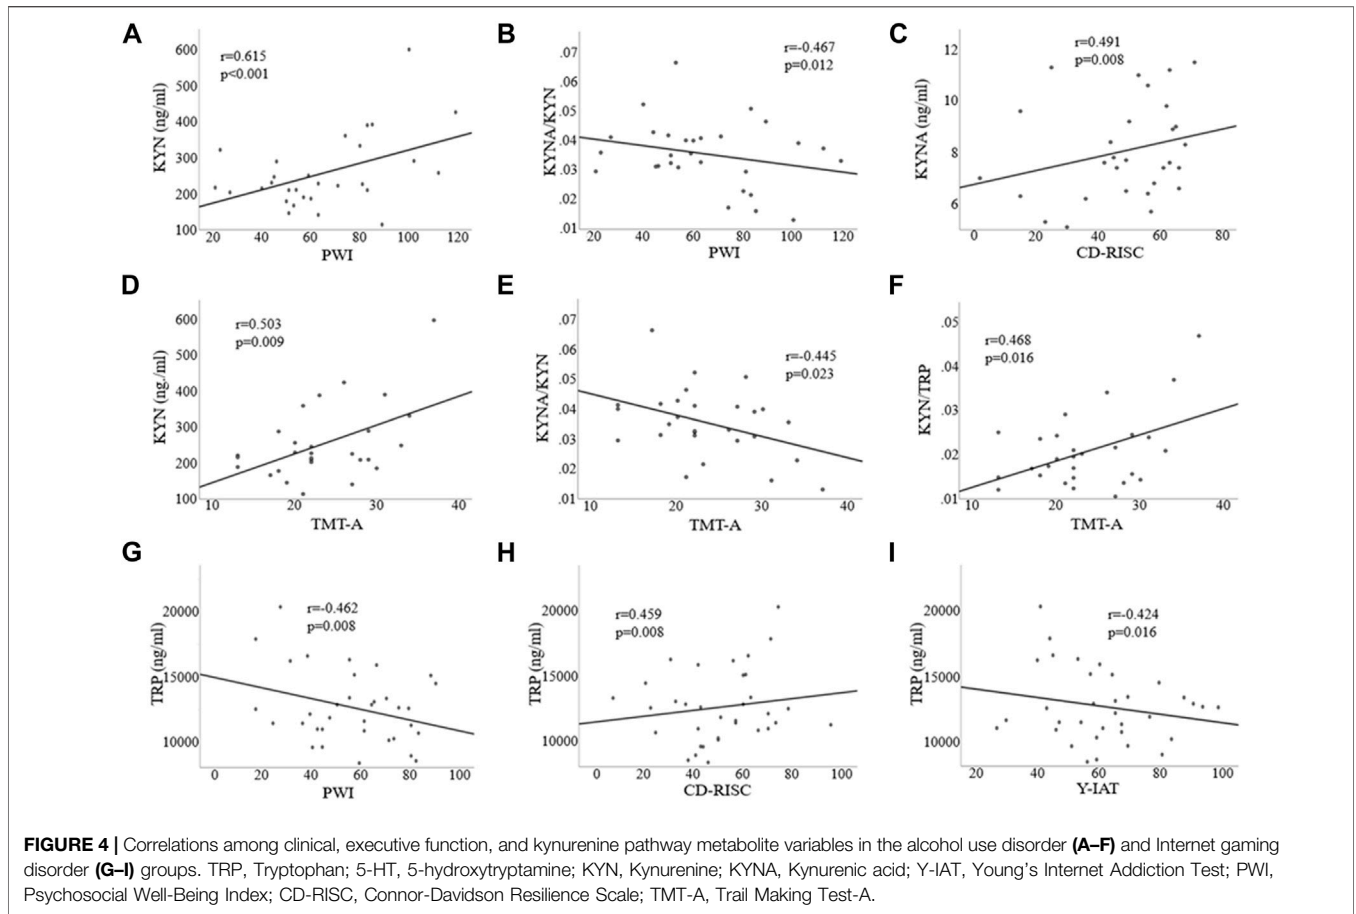 A
KYN (ng/ml)
600
500
400
300
200
100
r=0.615
p<0.001
20 40 60 80 100 120
PWI
B
KYNA/KYN
.07
.06
.05
.04
.03
.02
.01
r=-0.467
p=0.012
20 40 60 80 100 120
PWI
C
KYNA (ng/ml)
12
10
8
6
r=0.491
p=0.008
0 20 40 60 80
CD-RISC
D
KYN (ng./ml)
600
500
400
300
200
100
r=0.503
p=0.009
10 20 30 40
TMT-A
E
KYNA/KYN
.07
.06
.05
.04
.03
.02
.01
r=-0.445
p=0.023
10 20 30 40
TMT-A
F
KYN/TRP
.05
.04
.03
.02
.01
r=0.468
p=0.016
10 20 30 40
TMT-A
G
TRP (ng/ml)
20000
15000
10000
r=-0.462
p=0.008
0 20 40 60 80 100
PWI
H
TRP (ng/ml)
20000
15000
10000
r=0.459
p=0.008
0 20 40 60 80 100
CD-RISC
I
TRP (ng/ml)
20000
15000
10000
r=-0.424
p=0.016
20 40 60 80 100
Y-IAT
FIGURE 4 | Correlations among clinical, executive function, and kynurenine pathway metabolite variables in the alcohol use disorder (A–F) and Internet gaming
disorder (G–I) groups. TRP, Tryptophan; 5-HT, 5-hydroxytryptamine; KYN, Kynurenine; KYNA, Kynurenic acid; Y-IAT, Young's Internet Addiction Test; PWI,
Psychosocial Well-Being Index; CD-RISC, Connor-Davidson Resilience Scale; TMT-A, Trail Making Test-A.